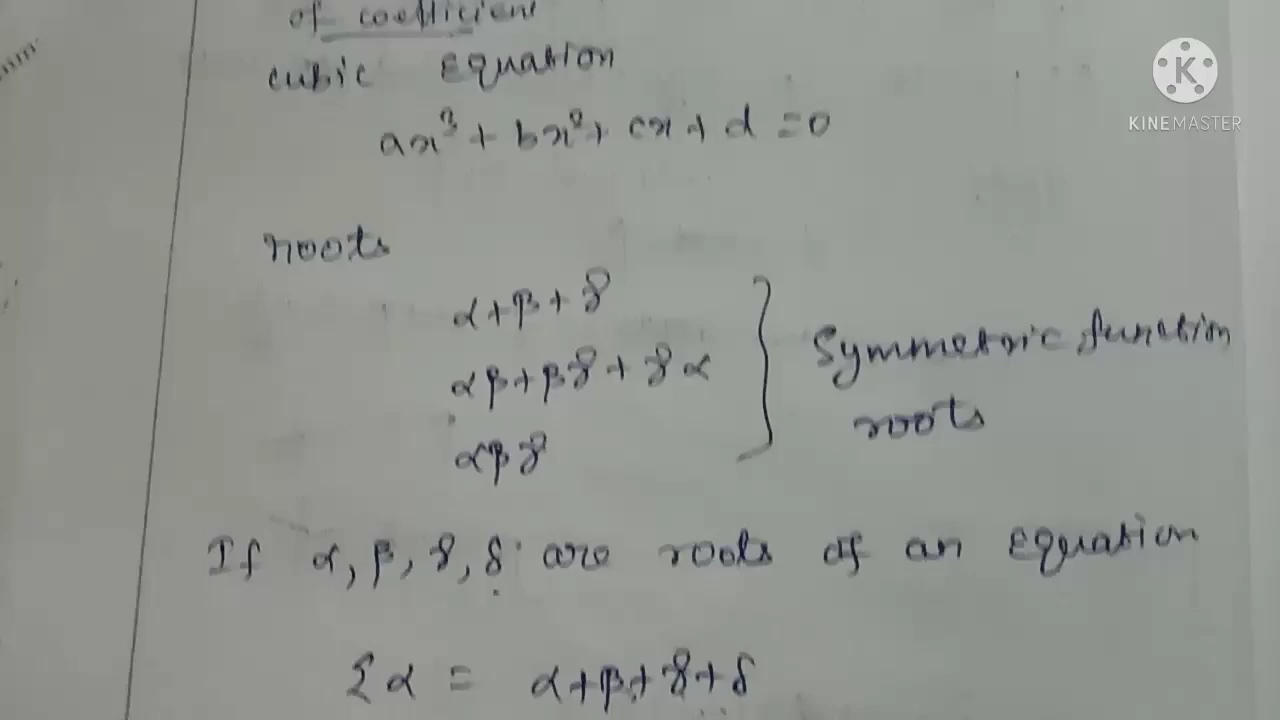 of coefficient
cubic Equation
ax³ + bx² + cx + d = 0
KINEMASTER
roots
α+β+γ
αβ+βγ+γα
αβγ
Symmetric function
roots
If α, β, γ, δ are roots of an Equation
Σα = α+β+γ+δ